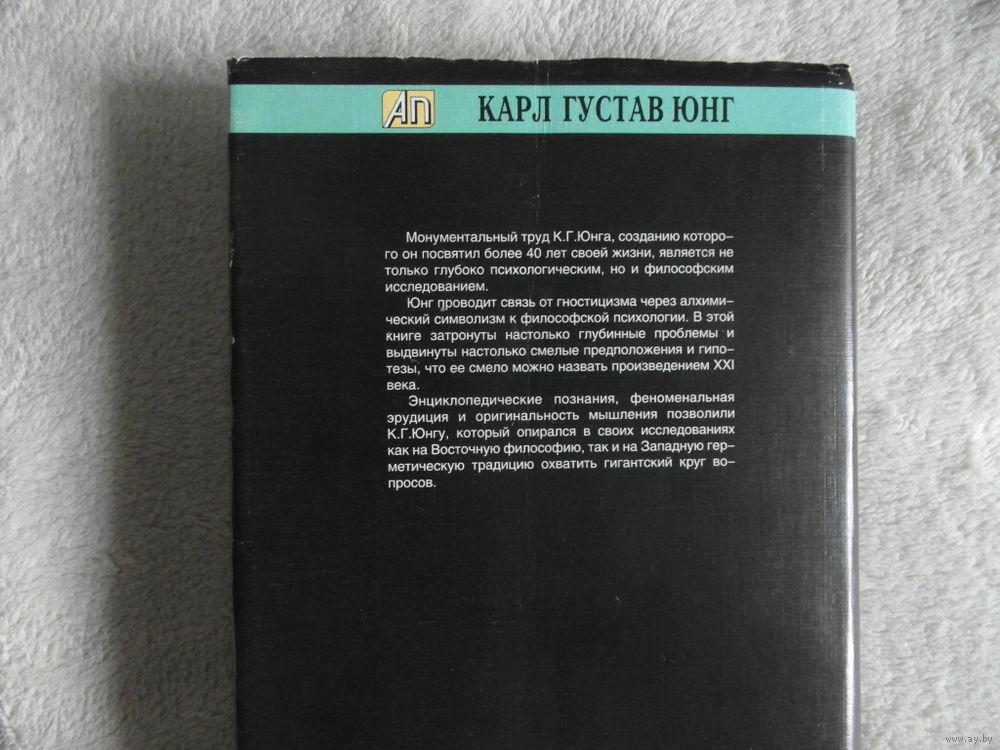 АП КАРЛ ГУСТАВ ЮНГ
Монументальный труд К.Г.Юнга, созданию которо-
го он посвятил более 40 лет своей жизни, является не
только глубоко психологическим, но и философским
исследованием.
Юнг проводит связь от гностицизма через алхими-
ческий символизм к философской психологии. В этой
книге затронуты настолько глубинные проблемы и
выдвинуты настолько смелые предположения и гипо-
тезы, что ее смело можно назвать произведением XXI
века.
Энциклопедические познания, феноменальная
эрудиция и оригинальность мышления позволили
К.Г.Юнгу, который опирался в своих исследованиях
как на Восточную философию, так и на Западную гер-
метическую традицию охватить гигантский круг во-
просов.
www.ay.by